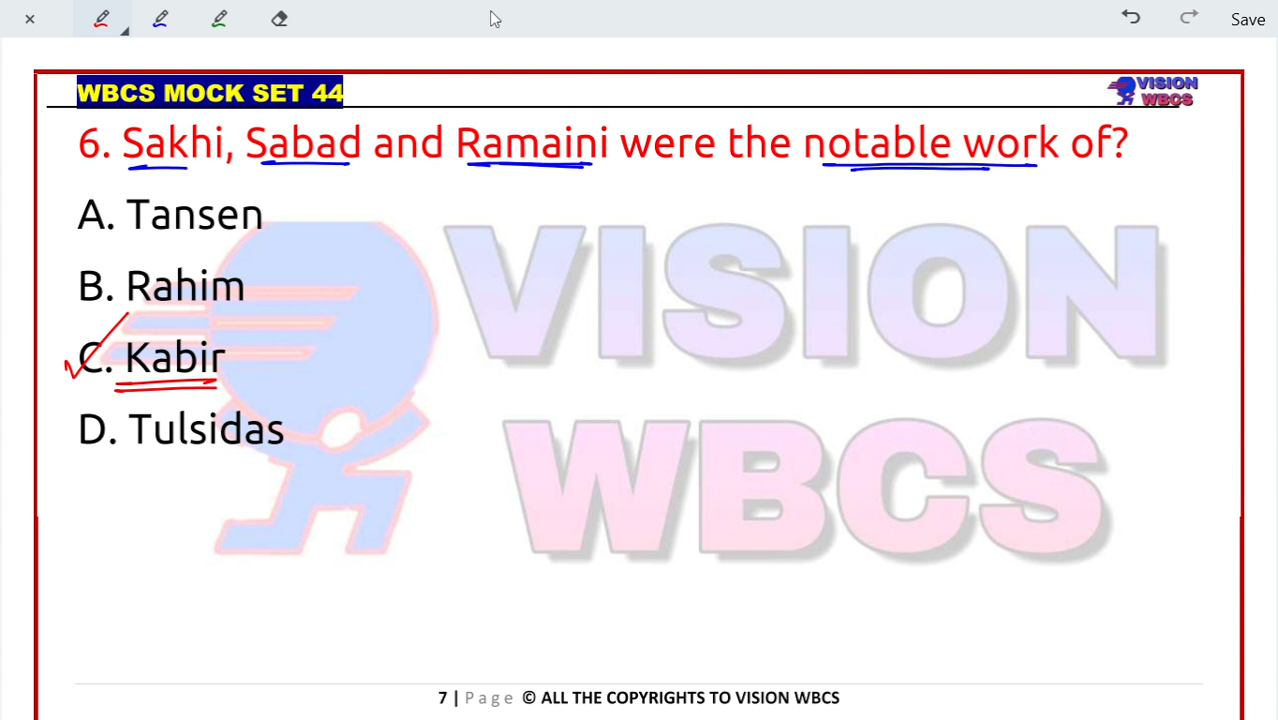 Save
WBCS MOCK SET 44
VISION
WBCS
6. Sakhi, Sabad and Ramaini were the notable work of?
A. Tansen
B. Rahim
C. Kabir
D. Tulsidas
VISION
WBCS
7 | Page © ALL THE COPYRIGHTS TO VISION WBCS